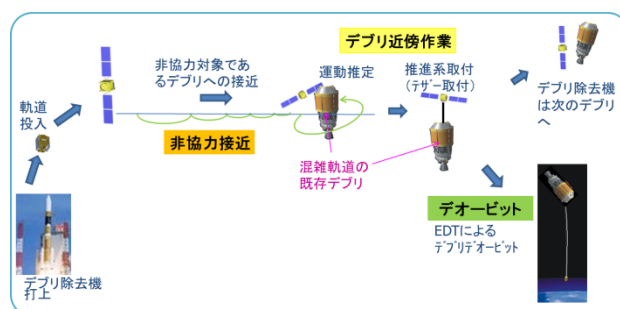 デブリ近傍作業
非協力対象であ
るデブリへの接近
運動推定
推進系取付
(ﾃｻﾞｰ取付)
デブリ除去機
は次のデブリ
へ
軌道
投入
非協力接近
混雑軌道の
既存デブリ
デオービット
EDTによる
ﾃﾞﾌﾞﾘﾃﾞｵｰﾋﾞｯﾄ
デブリ除去機
打上